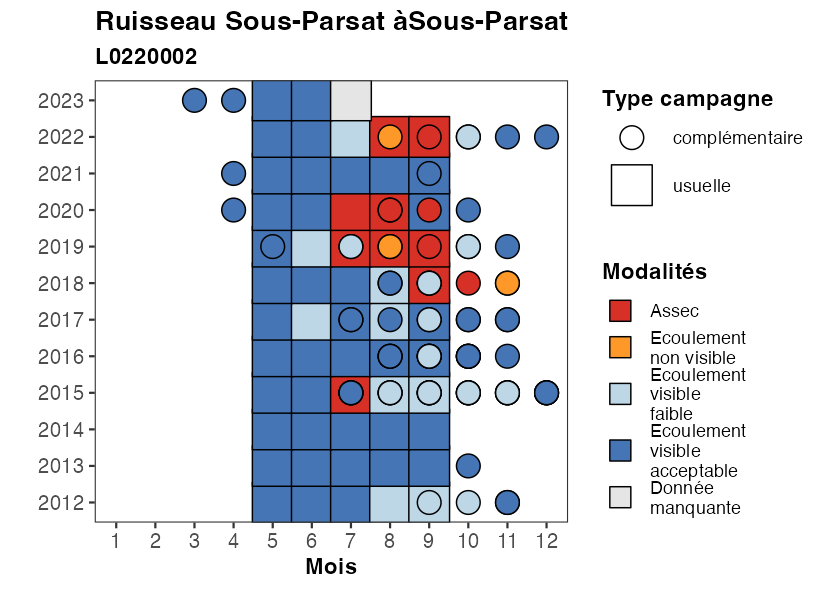 Ruisseau Sous-Parsat àSous-Parsat
L0220002
2023
2022
2021
2020
2019
2018
2017
2016
2015
2014
2013
2012
1 2 3 4 5 6 7 8 9 10 11 12
Mois
Type campagne
complémentaire
usuelle
Modalités
Assec
Ecoulement
non visible
Ecoulement
visible
faible
Ecoulement
visible
acceptable
Donnée
manquante